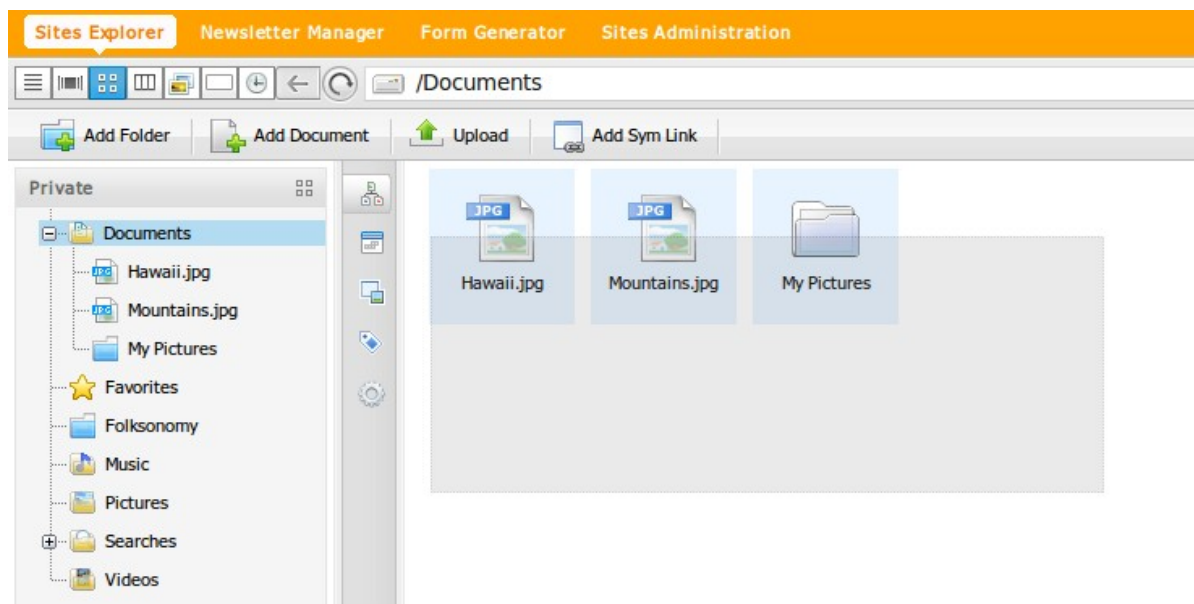 Sites Explorer Newsletter Manager Form Generator Sites Administration
/Documents
Add Folder Add Document Upload Add Sym Link
Private
Documents
Hawaii.jpg
Mountains.jpg
My Pictures
Favorites
Folksonomy
Music
Pictures
Searches
Videos
JPG JPG
Hawaii.jpg Mountains.jpg My Pictures